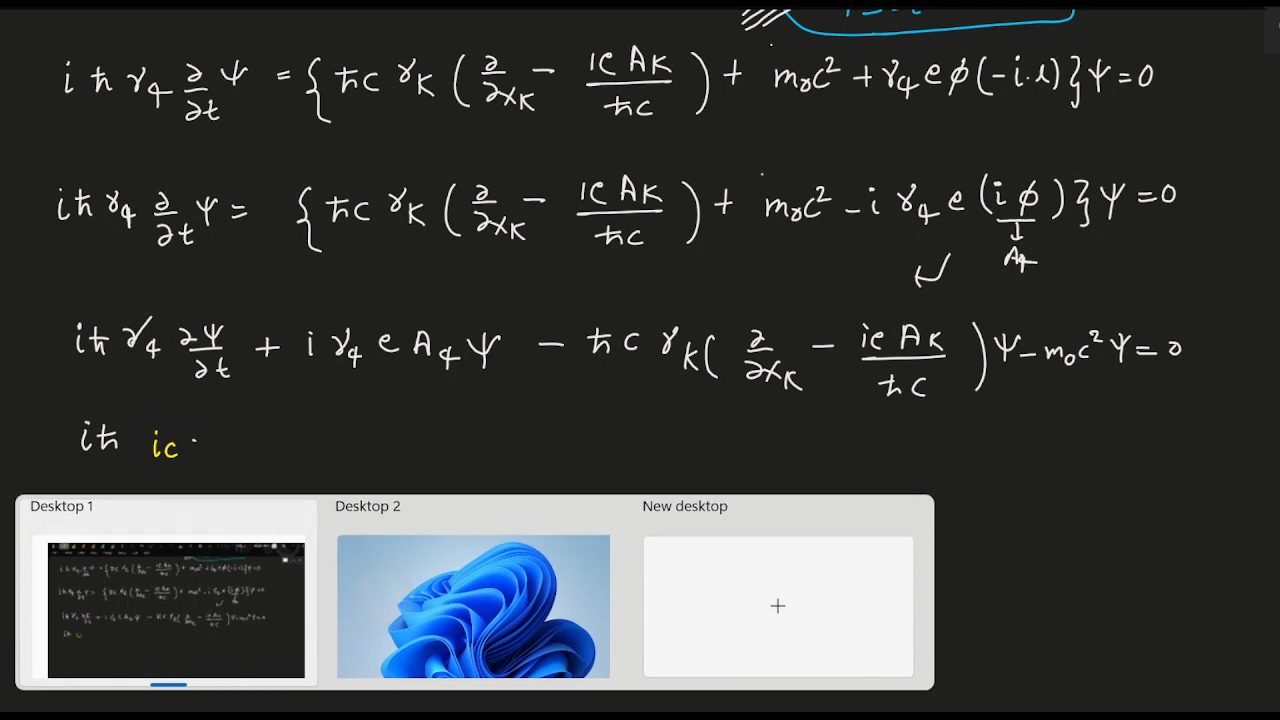 iħ γ₄ ∂/∂t Ψ = { ħc γ_K ( ∂/∂x_K − ieA_K/ħc ) + m₀c² + γ₄ e ϕ (−i·i) } Ψ = 0
iħ γ₄ ∂/∂t Ψ = { ħc γ_K ( ∂/∂x_K − ieA_K/ħc ) + m₀c² − i γ₄ e (iϕ) } Ψ = 0
↓
A₄
iħ γ₄ ∂Ψ/∂t + i γ₄ e A₄ Ψ − ħc γ_K ( ∂/∂x_K − ieA_K/ħc ) Ψ − m₀c² Ψ = 0
iħ ic
Desktop 1
Desktop 2
New desktop
+